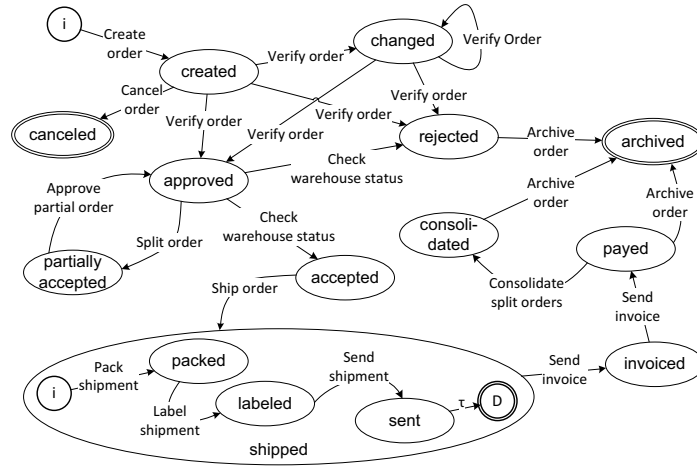 i
Create
order
created
Verify order
changed
Verify Order
Cancel
order
canceled
Verify order
Verify order
Verify order
Verify order
rejected
Archive
order
archived
approved
Check
warehouse status
Approve
partial order
Split order
partially
accepted
Check
warehouse status
accepted
Archive
order
consoli-
dated
Archive
order
payed
Consolidate
split orders
Ship order
Send
invoice
invoiced
Send
invoice
i
Pack
shipment
packed
Label
shipment
labeled
Send
shipment
sent
τ
D
shipped